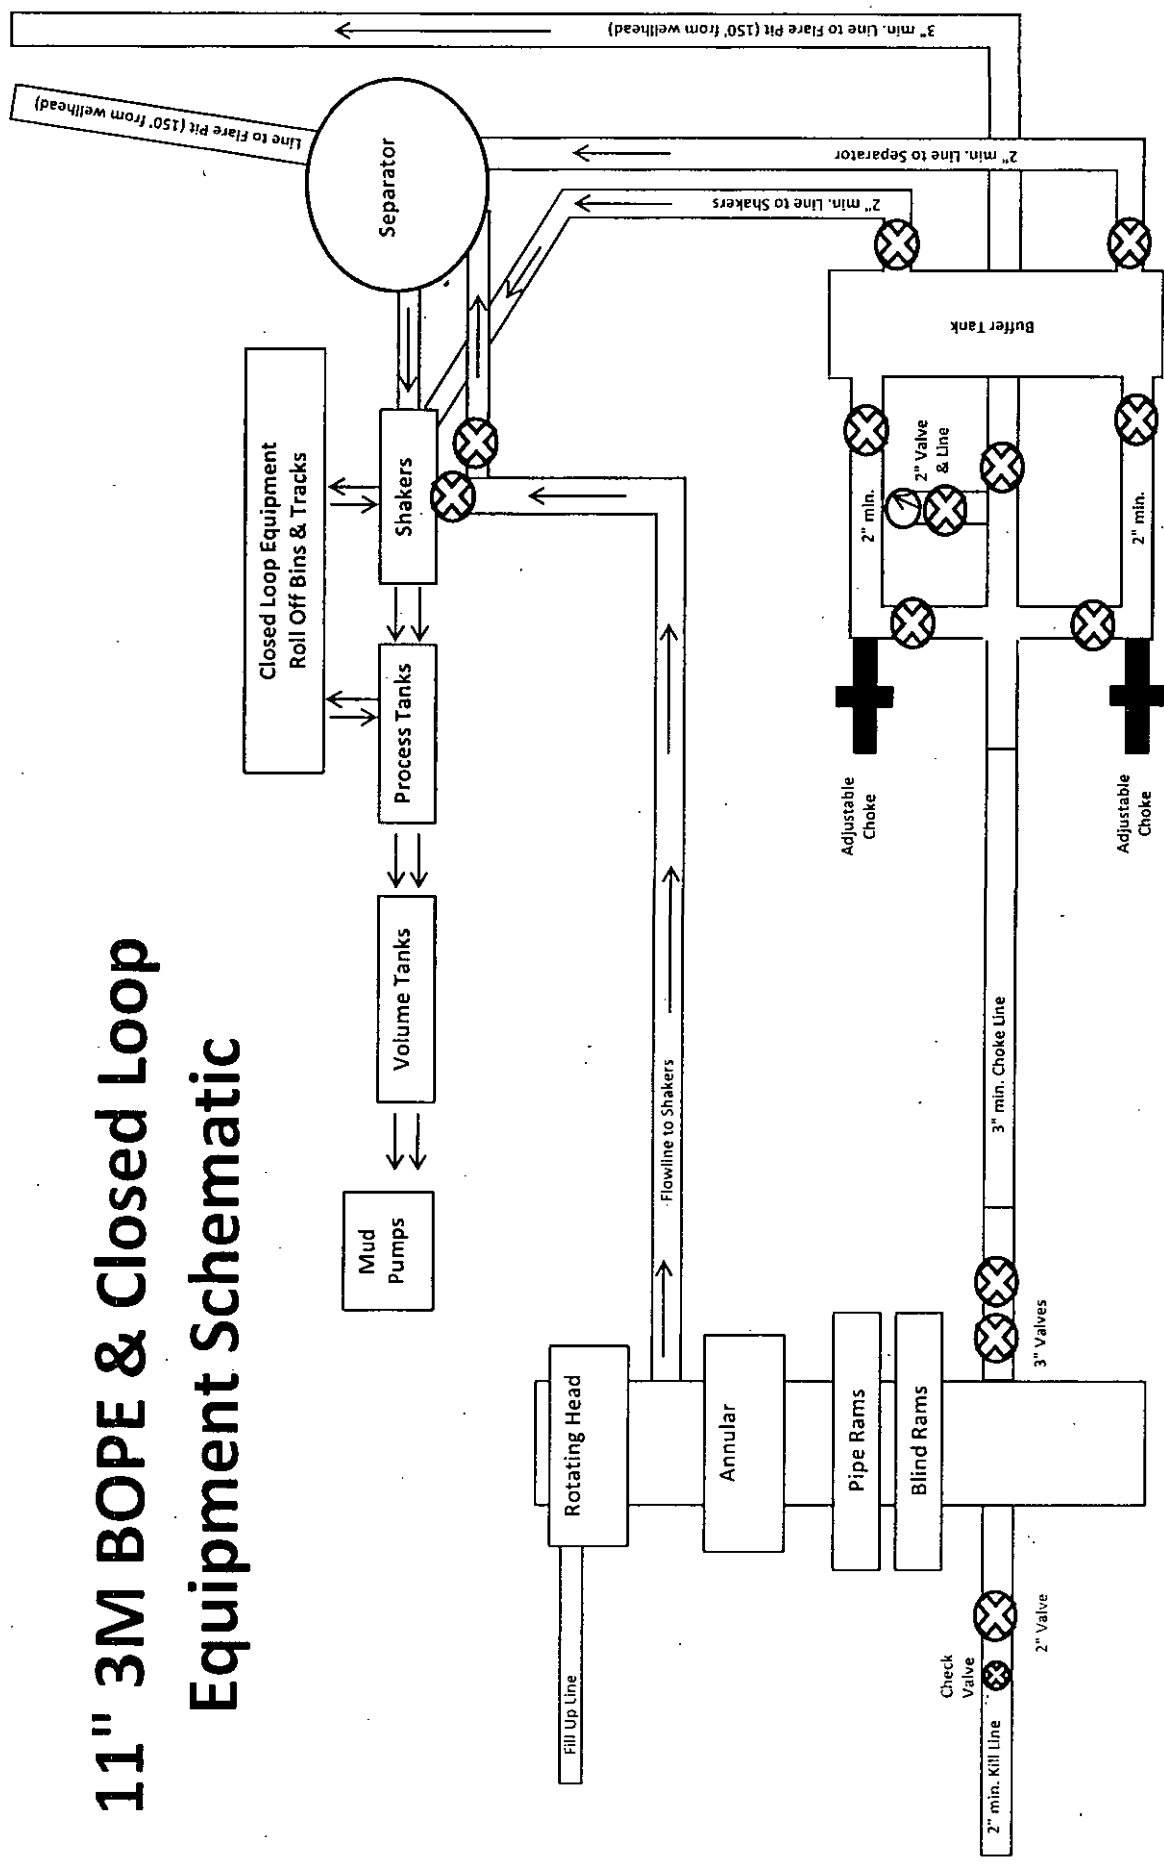 11" 3M BOPE & Closed Loop
Equipment Schematic
3" min. Line to Flare Pit (150' from wellhead)
Line to Flare Pit (150' from wellhead)
Separator
2" min. Line to Separator
2" min. Line to Shakers
Closed Loop Equipment
Roll Off Bins & Tracks
Mud
Pumps
Volume Tanks
Process Tanks
Shakers
Fill Up Line
Rotating Head
Flowline to Shakers
Annular
Pipe Rams
Blind Rams
Adjustable
Choke
2" min.
2" Valve
& Line
Buffer Tank
Check
Valve
2" min. Kill Line
2" Valve
3" Valves
3" min. Choke Line
Adjustable
Choke
2" min.